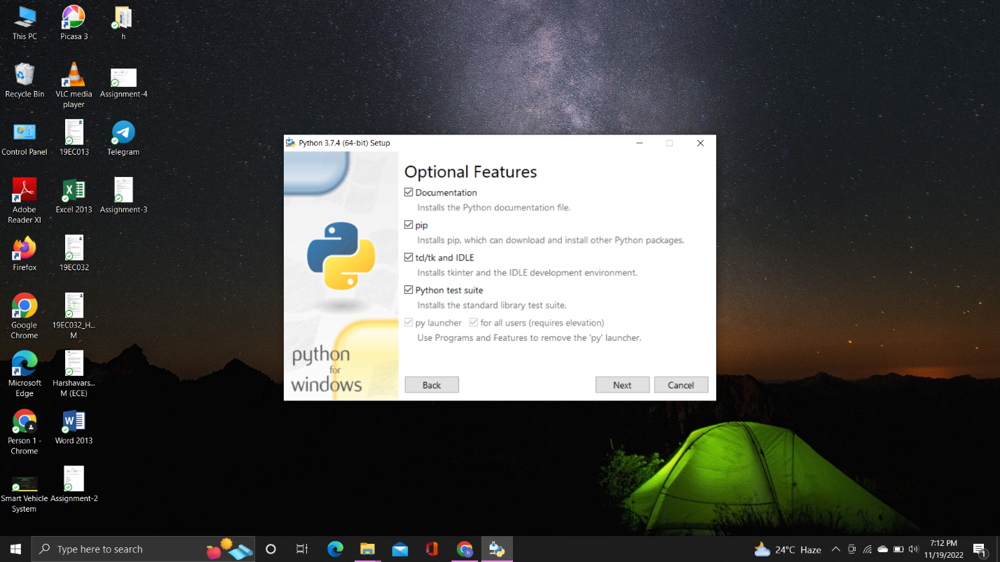 This PC
Picasa 3
h
Recycle Bin
VLC media
player
Assignment-4
Control Panel
19EC013
Telegram
Adobe
Reader XI
Excel 2013
Assignment-3
Firefox
19EC032
Google
Chrome
19EC032_H...
M
Microsoft
Edge
Harshavars...
M (ECE)
Person 1 -
Chrome
Word 2013
Smart Vehicle
System
Assignment-2
Python 3.7.4 (64-bit) Setup
Optional Features
Documentation
Installs the Python documentation file.
pip
Installs pip, which can download and install other Python packages.
tcl/tk and IDLE
Installs tkinter and the IDLE development environment.
Python test suite
Installs the standard library test suite.
py launcher for all users (requires elevation)
Use Programs and Features to remove the 'py' launcher.
python
for
windows
Back Next Cancel
Type here to search
24°C Haze
7:12 PM
11/19/2022
1